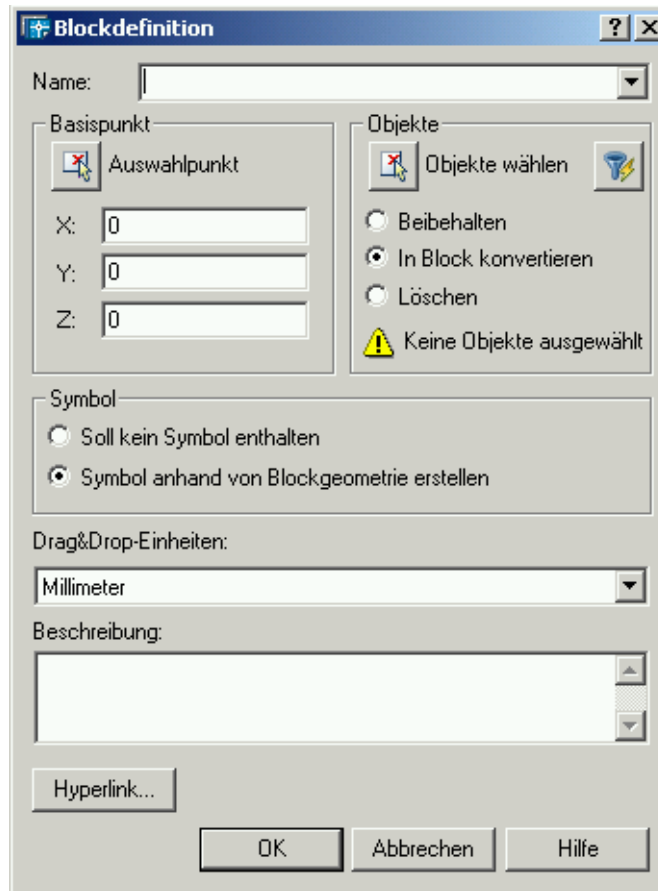 Blockdefinition
Name:
Basispunkt
Auswahlpunkt
X: 0
Y: 0
Z: 0
Objekte
Objekte wählen
Beibehalten
In Block konvertieren
Löschen
Keine Objekte ausgewählt
Symbol
Soll kein Symbol enthalten
Symbol anhand von Blockgeometrie erstellen
Drag&Drop-Einheiten:
Millimeter
Beschreibung:
Hyperlink...
OK Abbrechen Hilfe